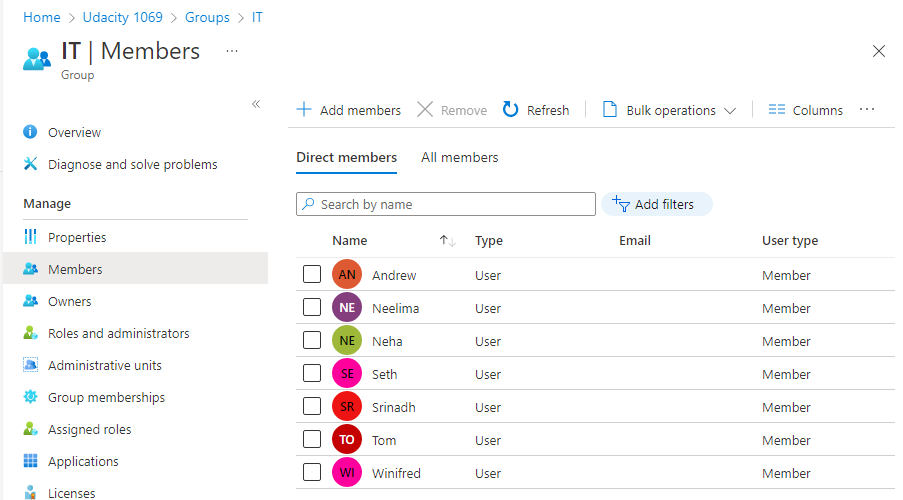 Home > Udacity 1069 > Groups > IT
IT | Members ...
Group
«
Overview
Diagnose and solve problems
Manage
Properties
Members
Owners
Roles and administrators
Administrative units
Group memberships
Assigned roles
Applications
Licenses
Add members Remove Refresh Bulk operations Columns ...
Direct members All members
Search by name Add filters
Name Type Email User type
AN Andrew User Member
NE Neelima User Member
NE Neha User Member
SE Seth User Member
SR Srinadh User Member
TO Tom User Member
WI Winifred User Member